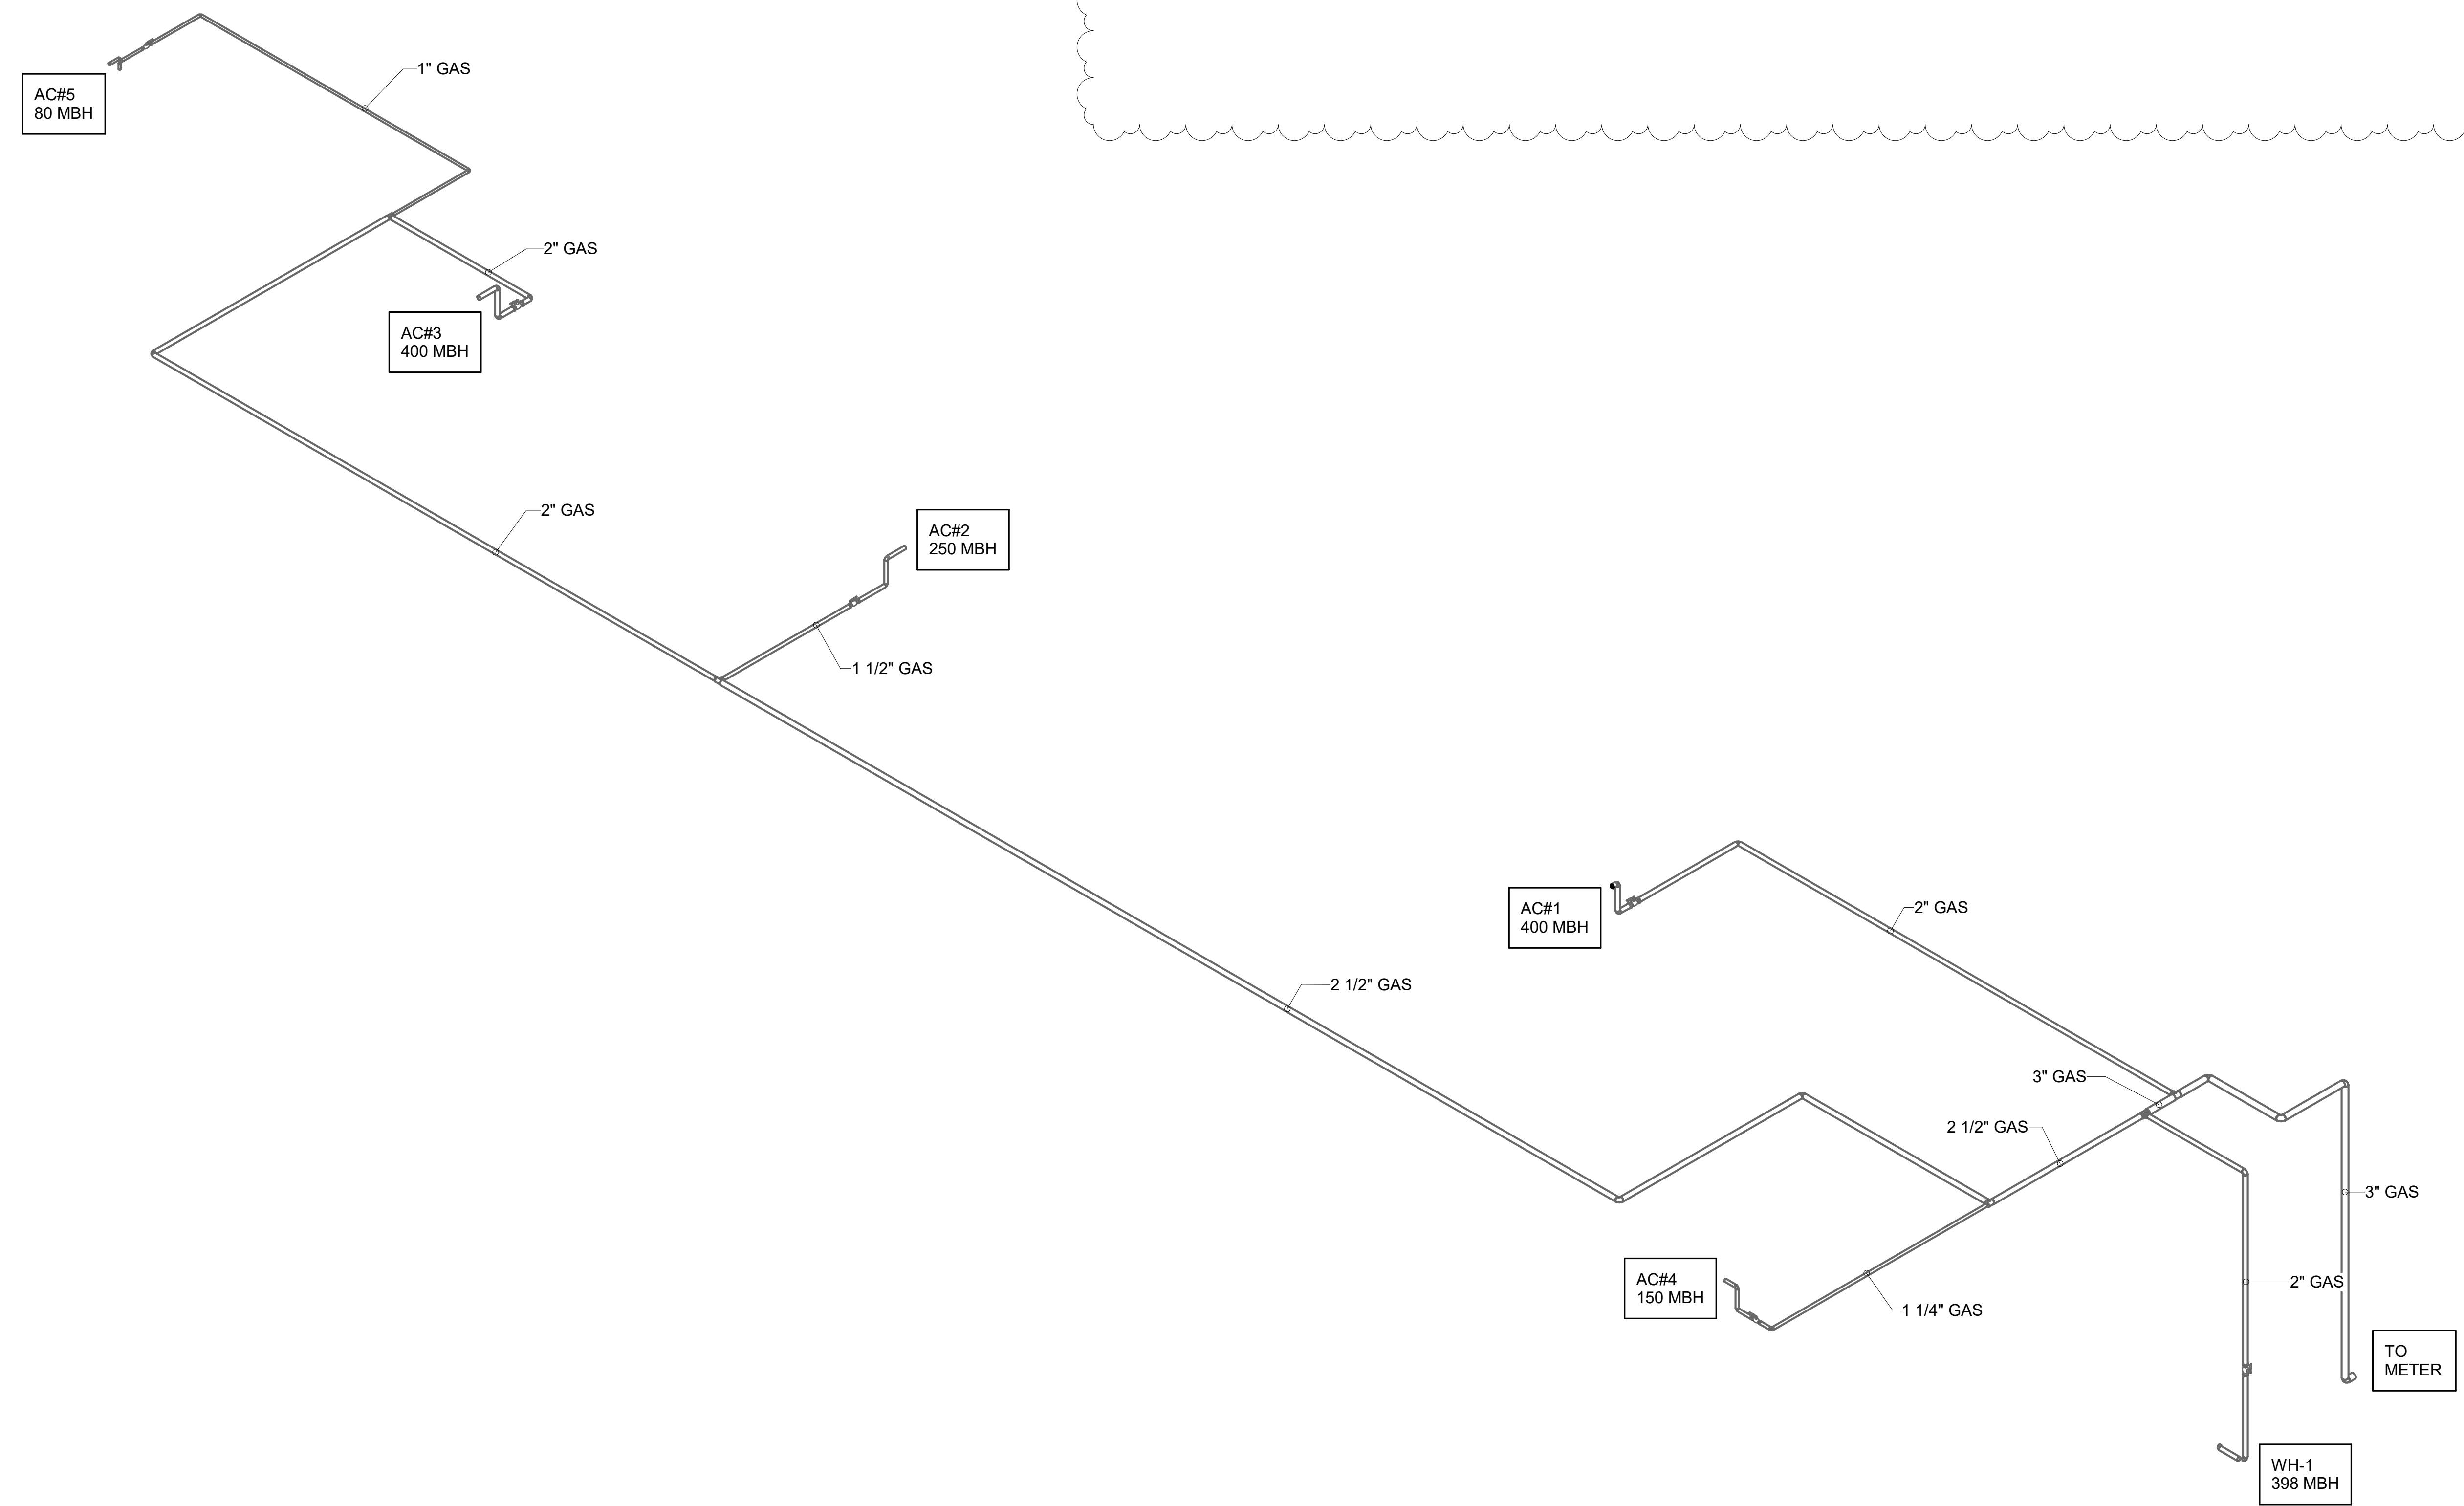 1" GAS
AC#5
80 MBH
2" GAS
AC#3
400 MBH
2" GAS
AC#2
250 MBH
1 1/2" GAS
AC#1
400 MBH
2" GAS
2 1/2" GAS
3" GAS
2 1/2" GAS
3" GAS
AC#4
150 MBH
2" GAS
1 1/4" GAS
TO
METER
WH-1
398 MBH